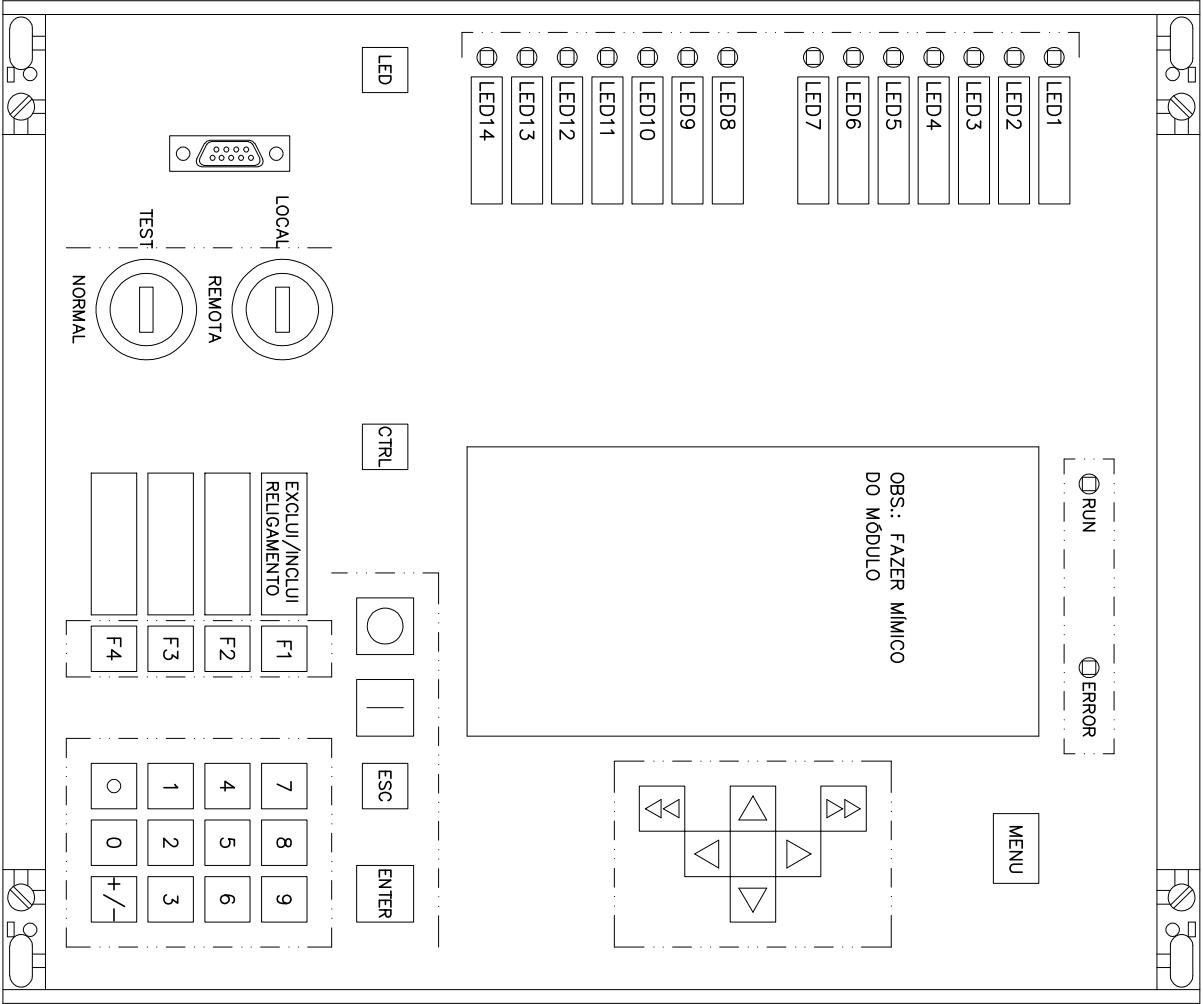 RUN
ERROR
MENU
LED1
LED2
LED3
LED4
LED5
LED6
LED7
LED8
LED9
LED10
LED11
LED12
LED13
LED14
OBS.: FAZER MÍMICO
DO MÓDULO
LED
CTRL
ESC
ENTER
LOCAL
REMOTA
TEST
NORMAL
EXCLUI/INCLUI
RELIGAMENTO
F1
F2
F3
F4
7 8 9
4 5 6
1 2 3
0 +/-